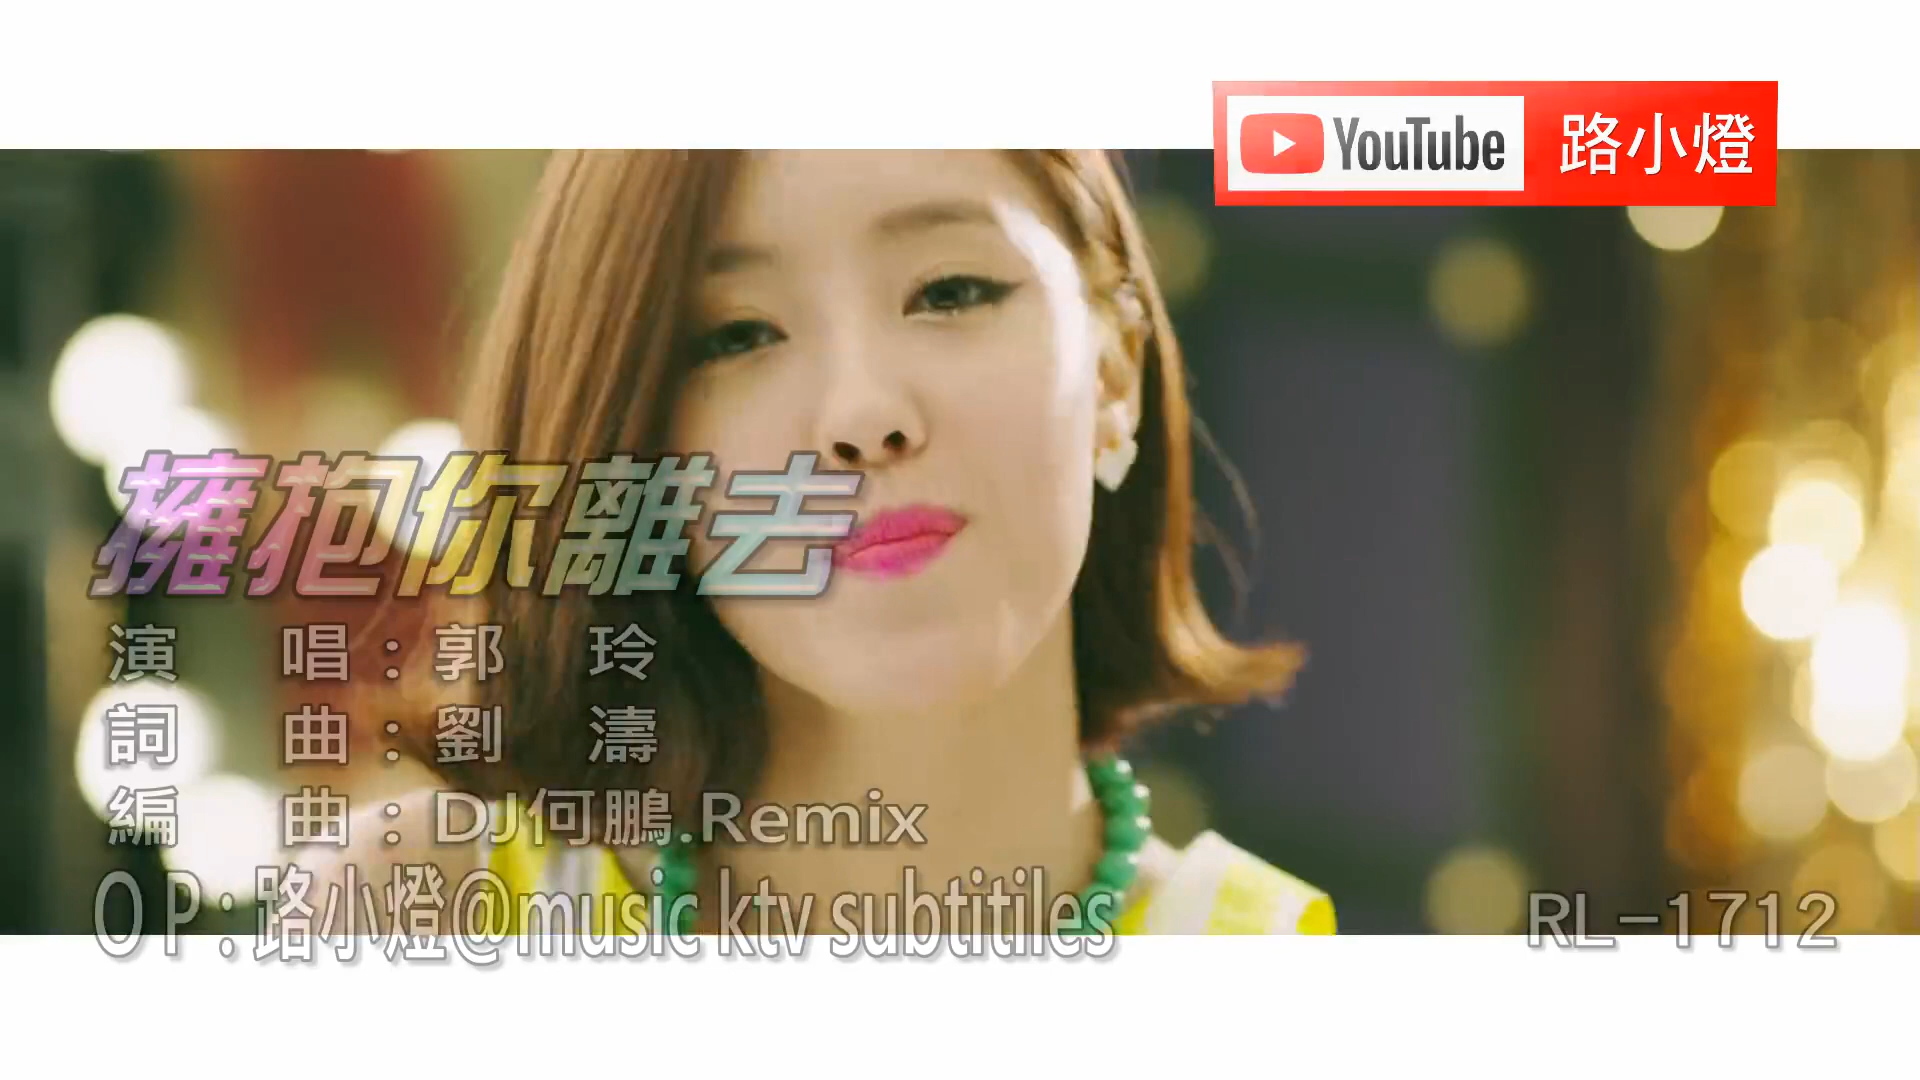 YouTube 路小燈
擁抱你離去
演 唱:郭 玲
詞 曲:劉 濤
編 曲:DJ何鵬.Remix
O P:路小燈@music ktv subtitiles
RL-1712